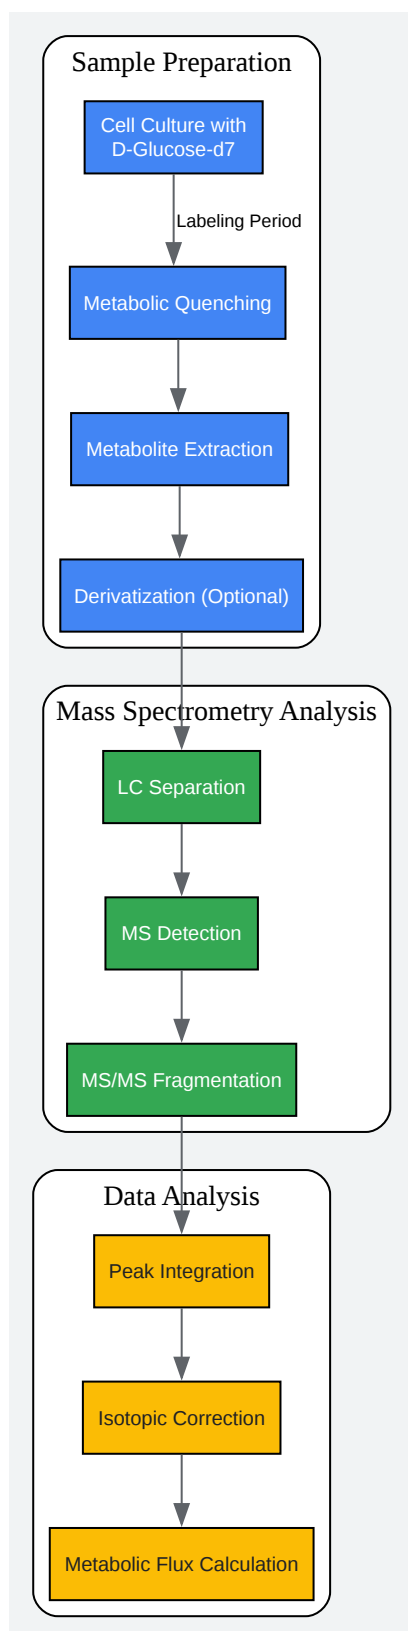 Sample Preparation
Cell Culture with
D-Glucose-d7
Labeling Period
Metabolic Quenching
Metabolite Extraction
Derivatization (Optional)
Mass Spectrometry Analysis
LC Separation
MS Detection
MS/MS Fragmentation
Data Analysis
Peak Integration
Isotopic Correction
Metabolic Flux Calculation